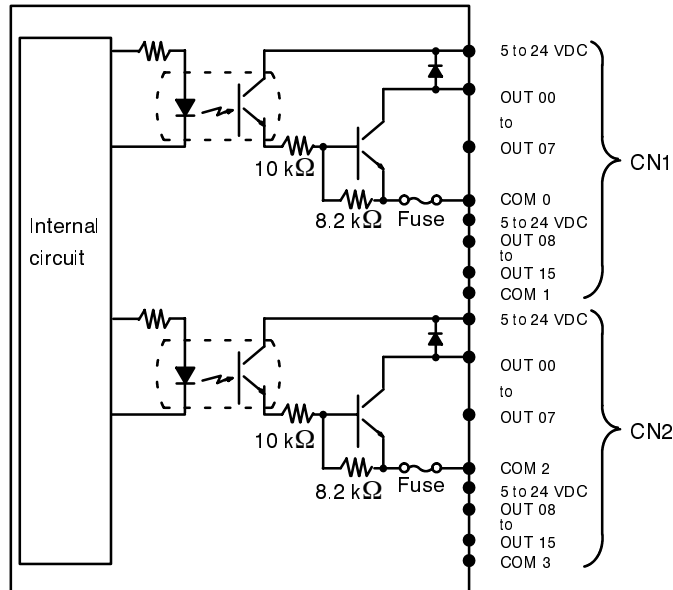 Internal
circuit
10 kΩ
8.2 kΩ
Fuse
5 to 24 VDC
OUT 00
to
OUT 07
COM 0
5 to 24 VDC
OUT 08
to
OUT 15
COM 1
CN1
10 kΩ
8.2 kΩ
Fuse
5 to 24 VDC
OUT 00
to
OUT 07
COM 2
5 to 24 VDC
OUT 08
to
OUT 15
COM 3
CN2